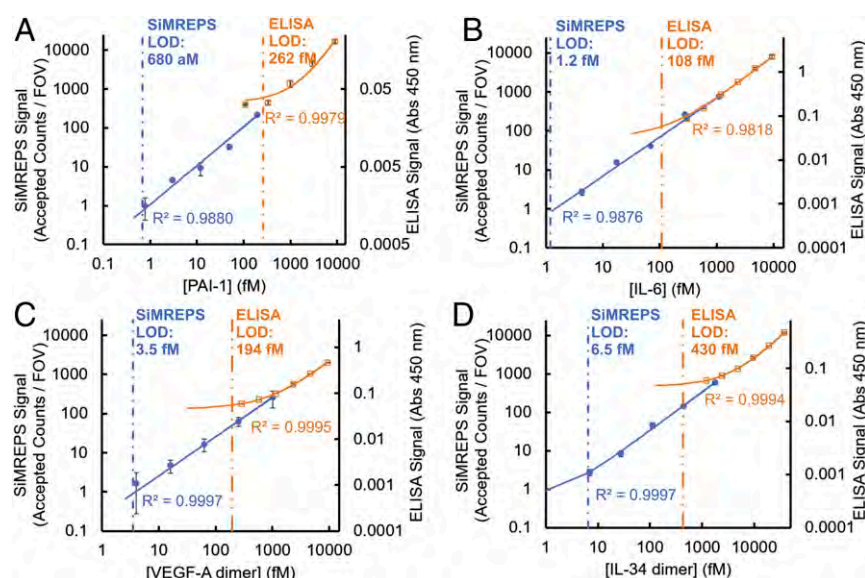 A
SiMREPS
LOD:
680 aM
ELISA
LOD:
262 fM
10000
1000
100
10
1
0.1
0.05
0.005
0.0005
R² = 0.9979
R² = 0.9880
0.1 1 10 100 1000 10000
[PAI-1] (fM)
SiMREPS Signal
(Accepted Counts / FOV)
ELISA Signal (Abs 450 nm)
B
SiMREPS
LOD:
1.2 fM
ELISA
LOD:
108 fM
10000
1000
100
10
1
0.1
1
0.1
0.01
0.001
0.0001
R² = 0.9818
R² = 0.9876
1 10 100 1000 10000
[IL-6] (fM)
SiMREPS Signal
(Accepted Counts / FOV)
ELISA Signal (Abs 450 nm)
C
SiMREPS
LOD:
3.5 fM
ELISA
LOD:
194 fM
10000
1000
100
10
1
0.1
1
0.1
0.01
0.001
0.0001
R² = 0.9995
R² = 0.9997
1 10 100 1000 10000
[VEGF-A dimer] (fM)
SiMREPS Signal
(Accepted Counts / FOV)
ELISA Signal (Abs 450 nm)
D
SiMREPS
LOD:
6.5 fM
ELISA
LOD:
430 fM
10000
1000
100
10
1
0.1
0.1
0.01
0.001
0.0001
R² = 0,9994
R² = 0.9997
1 10 100 1000 10000
[IL-34 dimer] (fM)
SiMREPS Signal
(Accepted Counts / FOV)
ELISA Signal (Abs 450 nm)